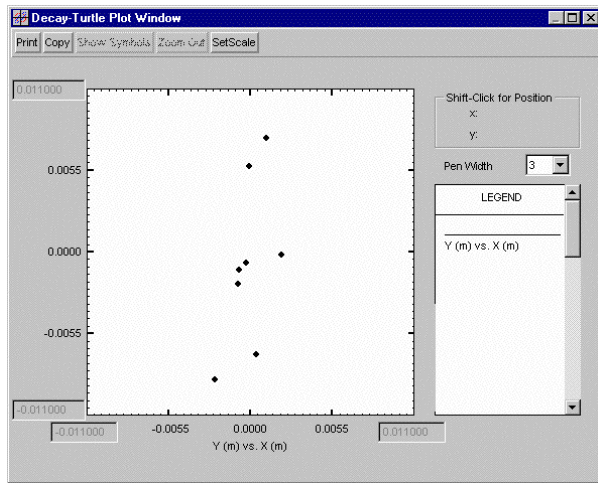 Decay-Turtle Plot Window
Print Copy Show Symbols Zoom Out SetScale
0.011000
0.0055
0.0000
-0.0055
-0.011000
-0.011000 -0.0055 0.0000 0.0055 0.011000
Y (m) vs. X (m)
Shift-Click for Position
x:
y:
Pen Width 3
LEGEND
Y (m) vs. X (m)